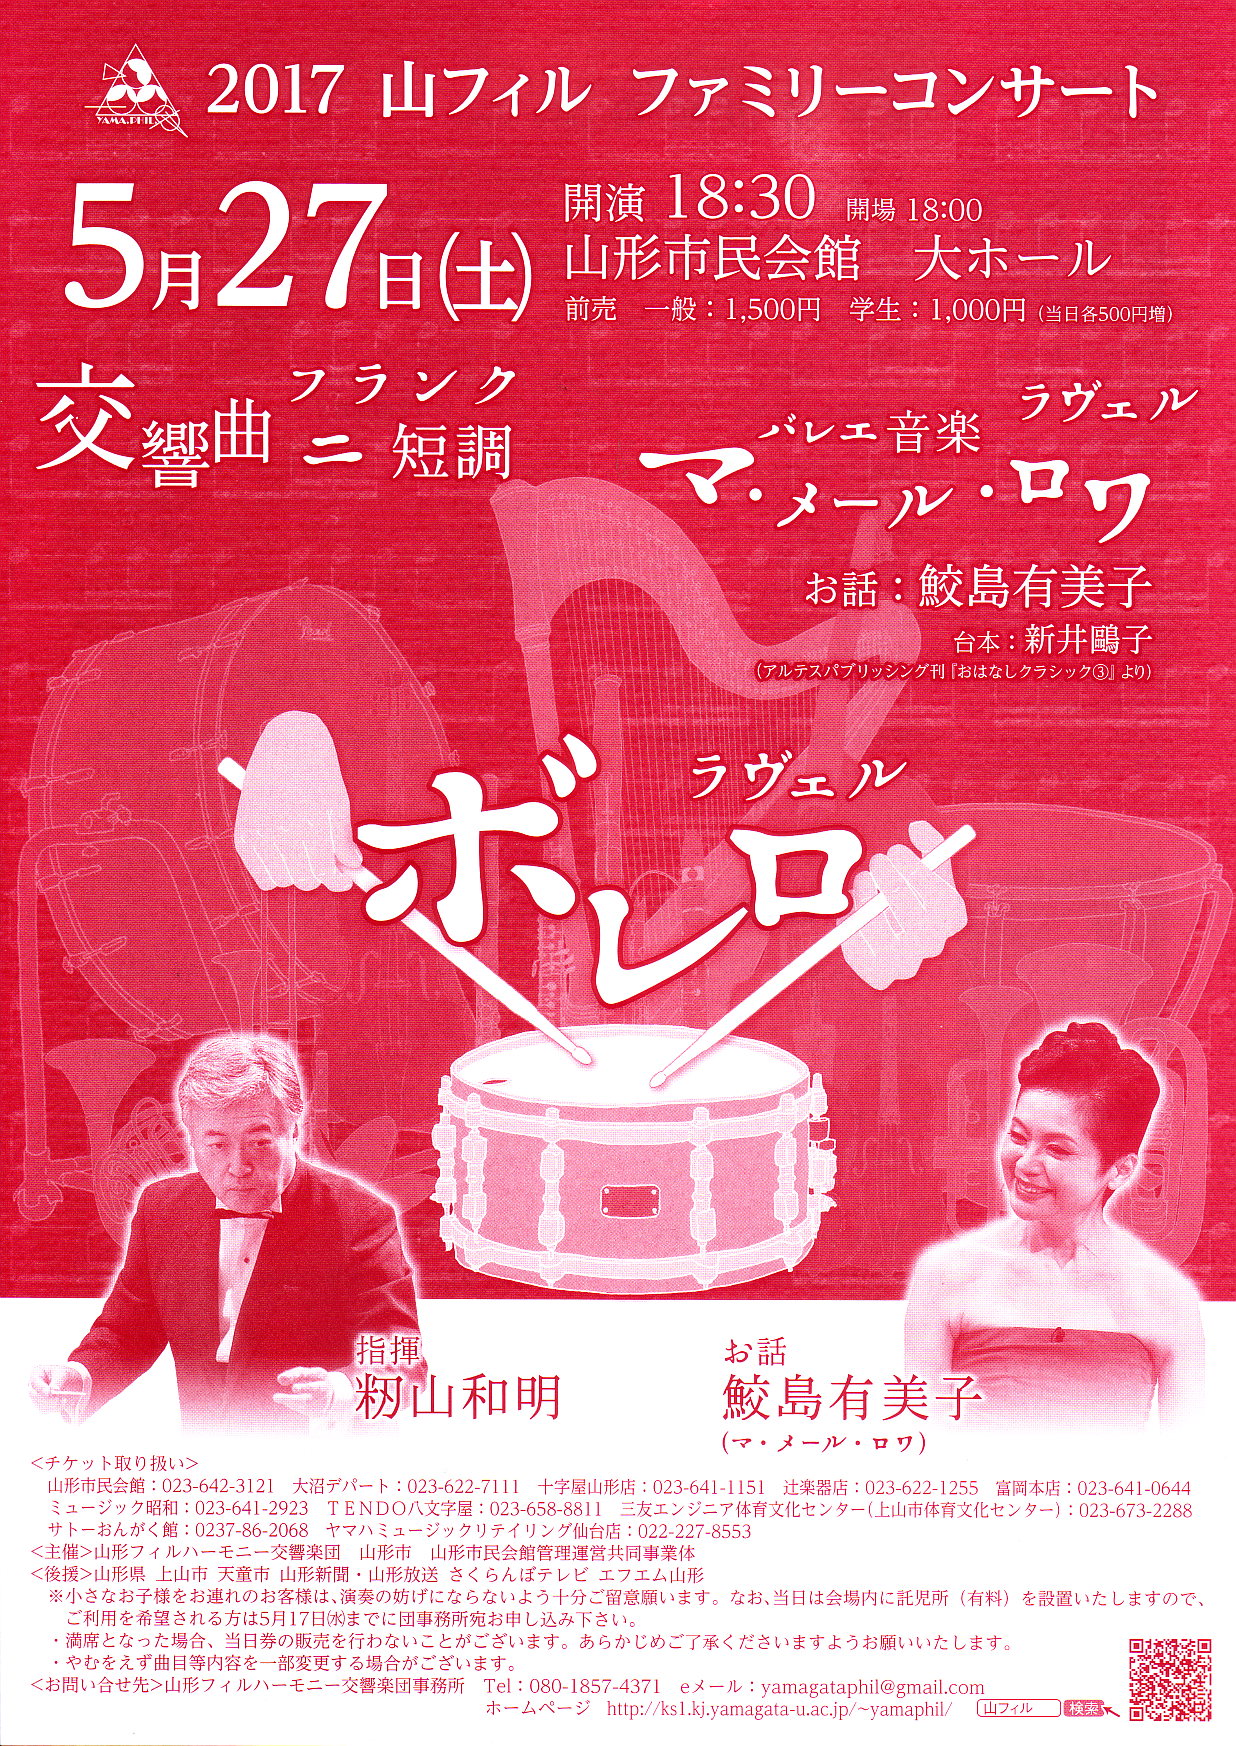 YAMA.PHIL
2017 山フィル ファミリーコンサート
5月27日(土)
開演 18:30 開場 18:00
山形市民会館 大ホール
前売 一般:1,500円 学生:1,000円 (当日各500円増)
フランク
交響曲 ニ 短調
ラヴェル
バレエ音楽
マ・メール・ロワ
お話:鮫島有美子
台本:新井鷗子
(アルテスパブリッシング刊『おはなしクラシック③』より)
ラヴェル
ボレロ
Pearl
指揮
籾山和明
お話
鮫島有美子
(マ・メール・ロワ)
<チケット取り扱い>
山形市民会館:023-642-3121 大沼デパート:023-622-7111 十字屋山形店:023-641-1151 辻楽器店:023-622-1255 富岡本店:023-641-0644
ミュージック昭和:023-641-2923 TENDO八文字屋:023-658-8811 三友エンジニア体育文化センター(上山市体育文化センター):023-673-2288
サトーおんがく館:0237-86-2068 ヤマハミュージックリテイリング仙台店:022-227-8553
<主催>山形フィルハーモニー交響楽団 山形市 山形市民会館管理運営共同事業体
<後援>山形県 上山市 天童市 山形新聞・山形放送 さくらんぼテレビ エフエム山形
※小さなお子様をお連れのお客様は、演奏の妨げにならないよう十分ご留意願います。なお、当日は会場内に託児所(有料)を設置いたしますので、
ご利用を希望される方は5月17日㈬までに団事務所宛お申し込み下さい。
・満席となった場合、当日券の販売を行わないことがございます。あらかじめご了承くださいますようお願いいたします。
・やむをえず曲目等内容を一部変更する場合がございます。
<お問い合せ先>山形フィルハーモニー交響楽団事務所 Tel:080-1857-4371 eメール:yamagataphil@gmail.com
ホームページ http://ks1.kj.yamagata-u.ac.jp/~yamaphil/ 山フィル 検索